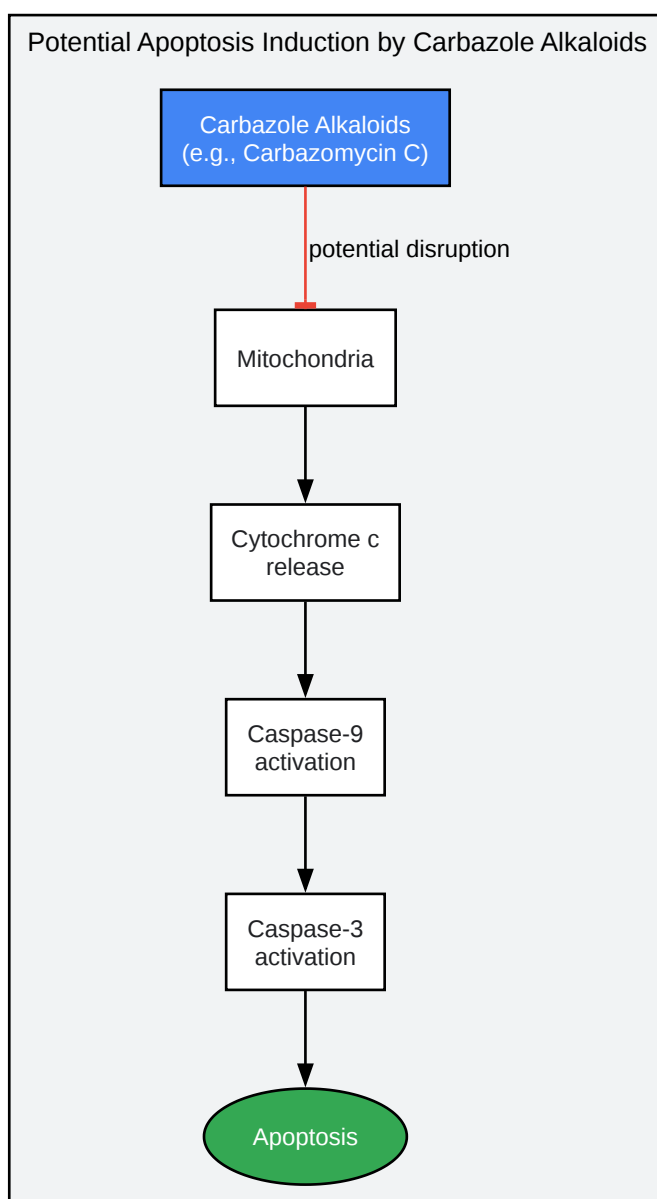 Potential Apoptosis Induction by Carbazole Alkaloids
Carbazole Alkaloids
(e.g., Carbazomycin C)
potential disruption
Mitochondria
Cytochrome c
release
Caspase-9
activation
Caspase-3
activation
Apoptosis